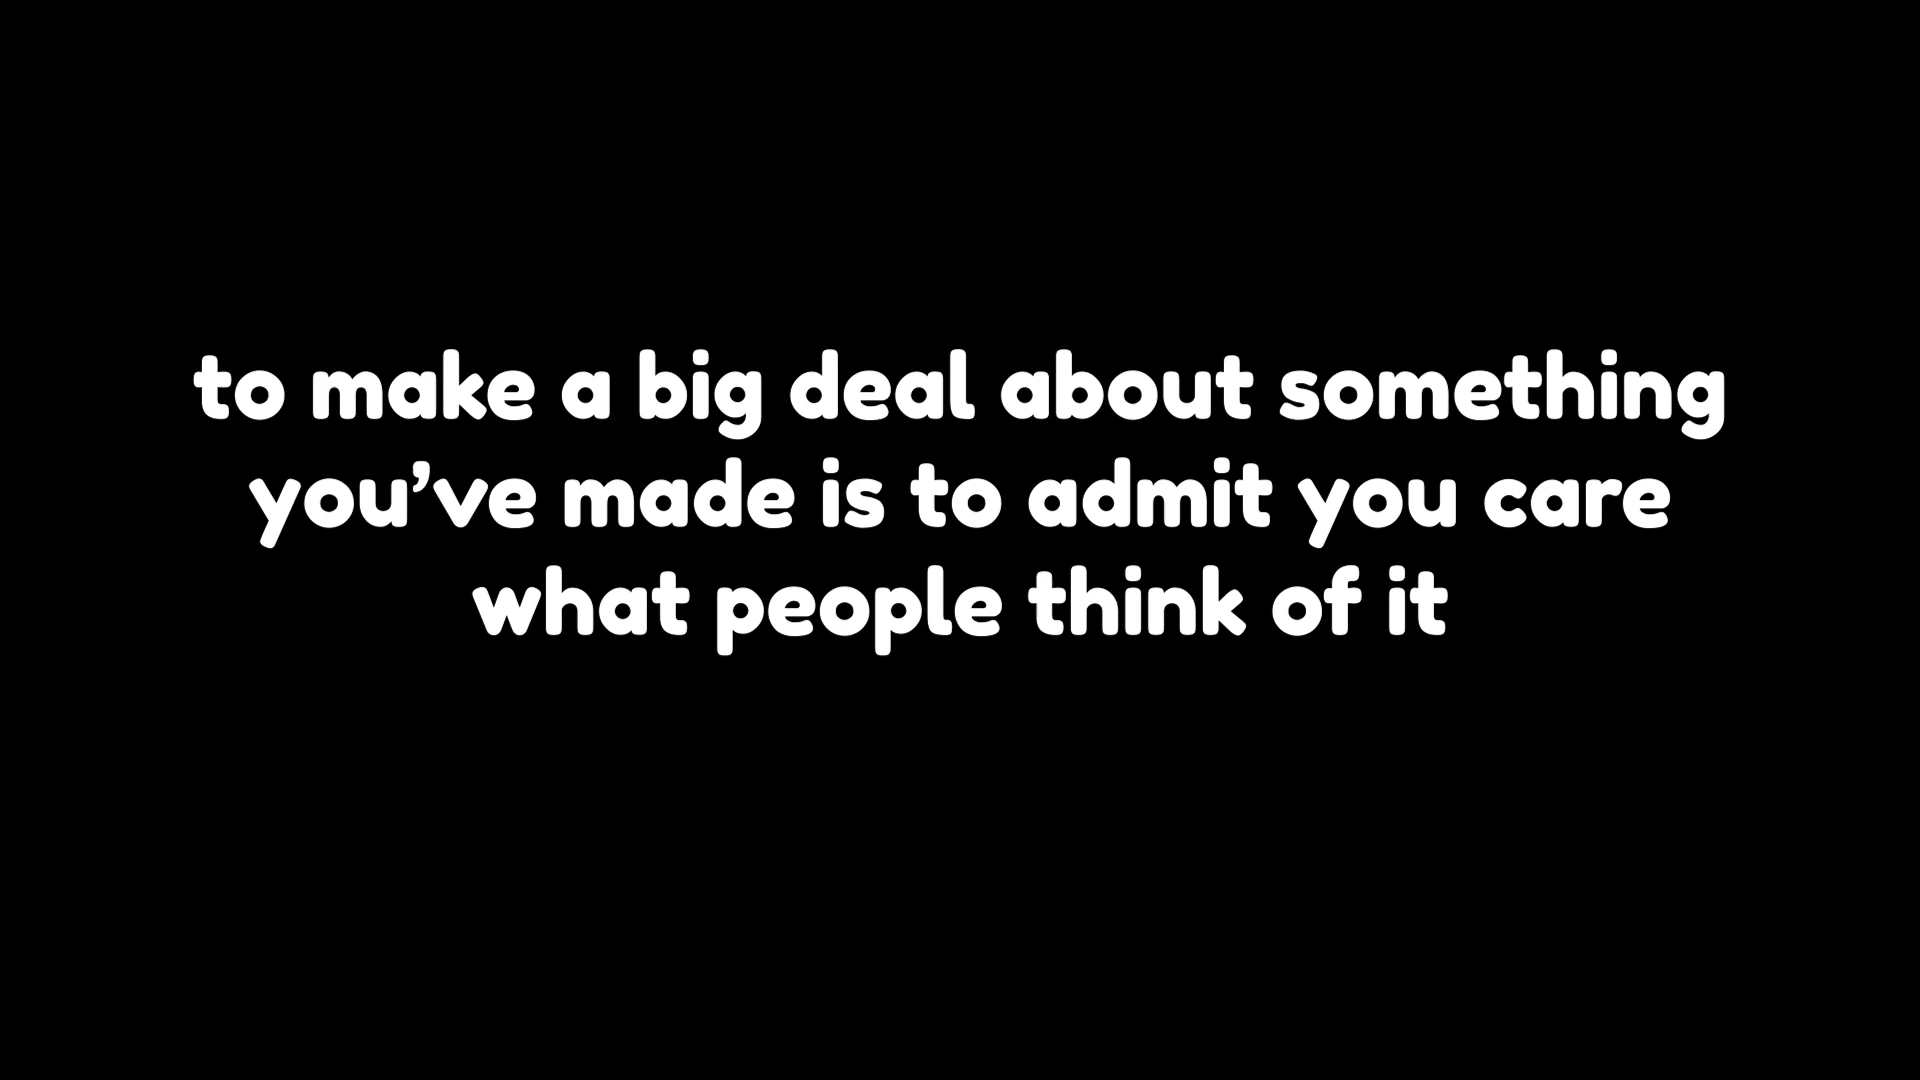 to make a big deal about something
you’ve made is to admit you care
what people think of it